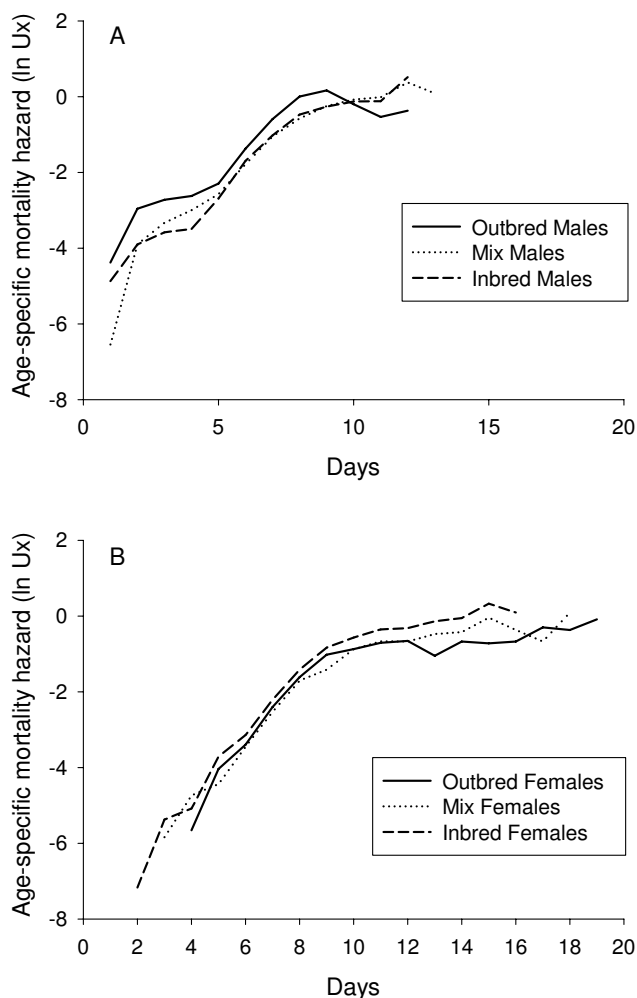 A
Age-specific mortality hazard (ln Ux)
2
0
-2
-4
-6
-8
Outbred Males
Mix Males
Inbred Males
0 5 10 15 20
Days
B
Age-specific mortality hazard (ln Ux)
2
0
-2
-4
-6
-8
Outbred Females
Mix Females
Inbred Females
0 2 4 6 8 10 12 14 16 18 20
Days